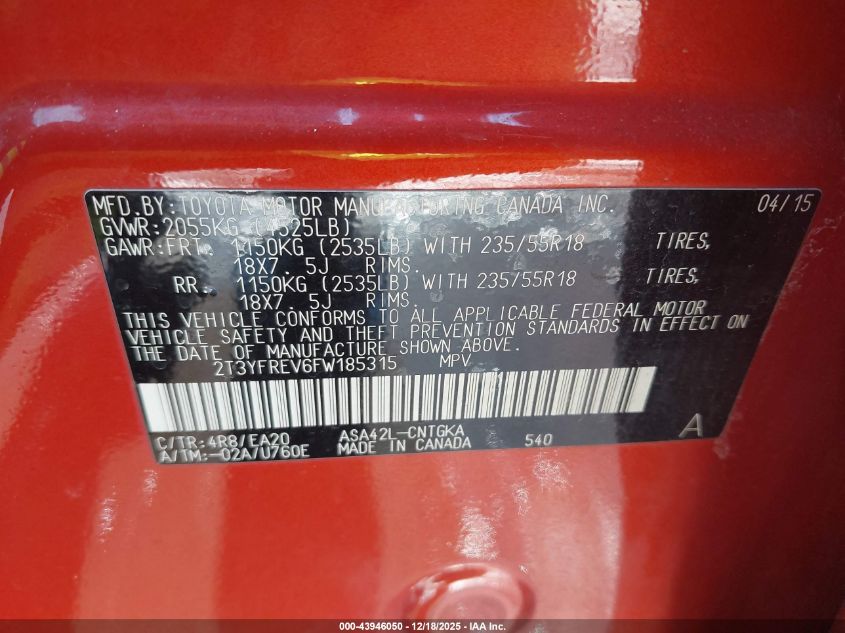 MFD.BY:TOYOTA MOTOR MANUFACTURING CANADA INC. 04/15
GVWR:2055KG (4525LB)
GAWR:FRT. 1150KG (2535LB) WITH 235/55R18 TIRES,
18X7. 5J RIMS.
RR. 1150KG (2535LB) WITH 235/55R18 TIRES,
18X7. 5J RIMS.
THIS VEHICLE CONFORMS TO ALL APPLICABLE FEDERAL MOTOR
VEHICLE SAFETY AND THEFT PREVENTION STANDARDS IN EFFECT ON
THE DATE OF MANUFACTURE SHOWN ABOVE.
2T3YFREV6FW185315 MPV
C/TR:4R8/EA20 ASA42L-CNTGKA A
A/TM:-02A/U760E MADE IN CANADA 540
000-43946050 - 12/18/2025 - IAA Inc.